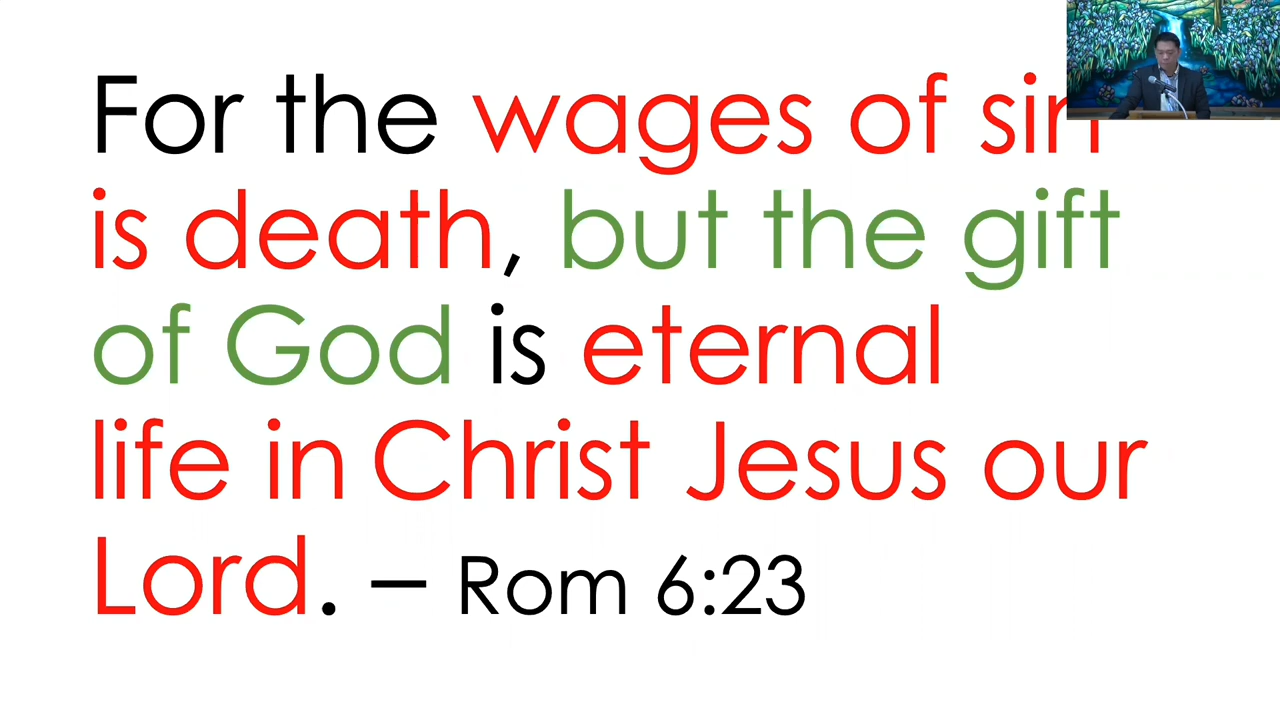 For the wages of sin
is death, but the gift
of God is eternal
life in Christ Jesus our
Lord. – Rom 6:23